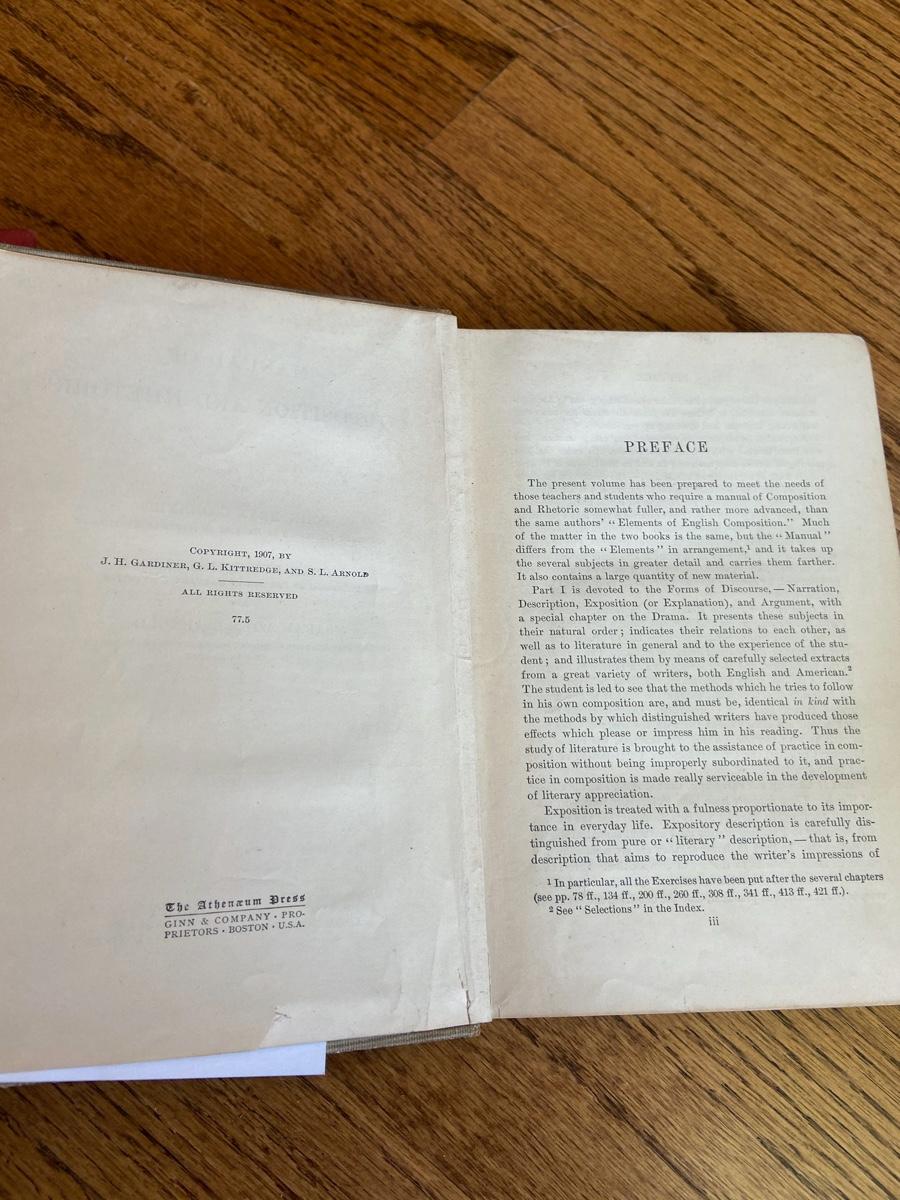 COPYRIGHT, 1907, BY
J. H. GARDINER, G. L. KITTREDGE, AND S. L. ARNOLD
ALL RIGHTS RESERVED
77.5
The Athenæum Press
GINN & COMPANY · PRO-
PRIETORS · BOSTON · U.S.A.
PREFACE
The present volume has been prepared to meet the needs of
those teachers and students who require a manual of Composition
and Rhetoric somewhat fuller, and rather more advanced, than
the same authors' “Elements of English Composition.” Much
of the matter in the two books is the same, but the “Manual”
differs from the “Elements” in arrangement,¹ and it takes up
the several subjects in greater detail and carries them farther.
It also contains a large quantity of new material.
Part I is devoted to the Forms of Discourse, — Narration,
Description, Exposition (or Explanation), and Argument, with
a special chapter on the Drama. It presents these subjects in
their natural order; indicates their relations to each other, as
well as to literature in general and to the experience of the stu-
dent; and illustrates them by means of carefully selected extracts
from a great variety of writers, both English and American.²
The student is led to see that the methods which he tries to follow
in his own composition are, and must be, identical in kind with
the methods by which distinguished writers have produced those
effects which please or impress him in his reading. Thus the
study of literature is brought to the assistance of practice in com-
position without being improperly subordinated to it, and prac-
tice in composition is made really serviceable in the development
of literary appreciation.
Exposition is treated with a fulness proportionate to its impor-
tance in everyday life. Expository description is carefully dis-
tinguished from pure or “literary” description, — that is, from
description that aims to reproduce the writer's impressions of
¹ In particular, all the Exercises have been put after the several chapters
(see pp. 78 ff., 134 ff., 200 ff., 260 ff., 308 ff., 341 ff., 413 ff., 421 ff.).
² See “Selections” in the Index.
iii